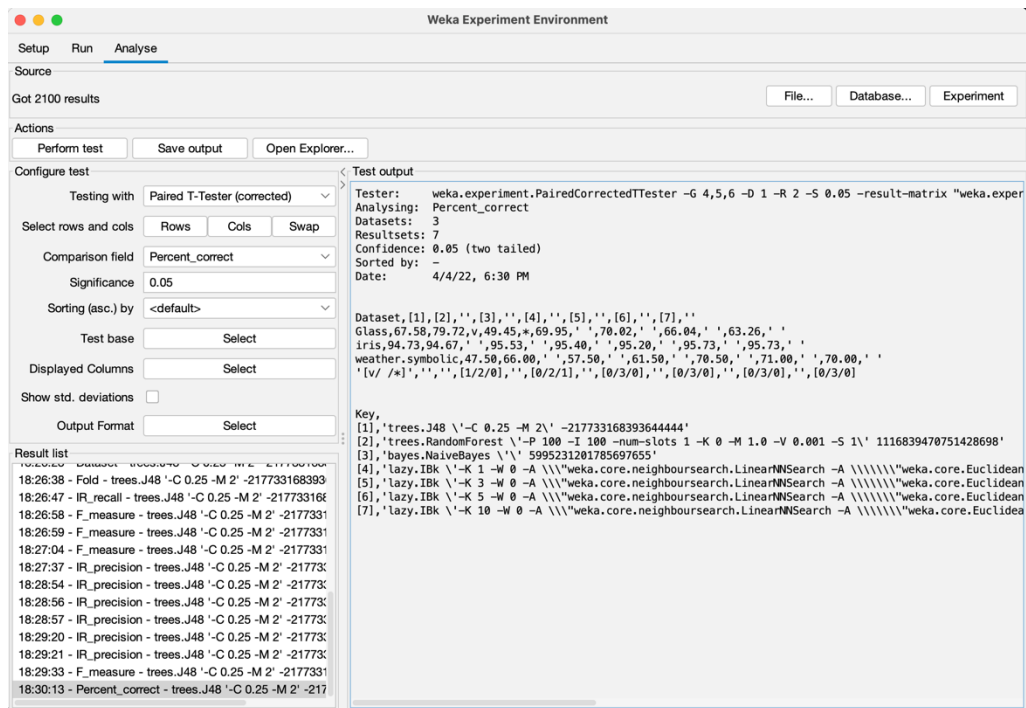 Weka Experiment Environment
Setup Run Analyse
Source
Got 2100 results
File... Database... Experiment
Actions
Perform test Save output Open Explorer...
Configure test
Testing with Paired T-Tester (corrected)
Select rows and cols Rows Cols Swap
Comparison field Percent_correct
Significance 0.05
Sorting (asc.) by <default>
Test base Select
Displayed Columns Select
Show std. deviations
Output Format Select
Result list
18:26:38 - Fold - trees.J48 '-C 0.25 -M 2' -217733168393
18:26:47 - IR_recall - trees.J48 '-C 0.25 -M 2' -217733168
18:26:58 - F_measure - trees.J48 '-C 0.25 -M 2' -2177331
18:26:59 - F_measure - trees.J48 '-C 0.25 -M 2' -2177331
18:27:04 - F_measure - trees.J48 '-C 0.25 -M 2' -2177331
18:27:37 - IR_precision - trees.J48 '-C 0.25 -M 2' -21773
18:28:54 - IR_precision - trees.J48 '-C 0.25 -M 2' -21773
18:28:56 - IR_precision - trees.J48 '-C 0.25 -M 2' -21773
18:28:57 - IR_precision - trees.J48 '-C 0.25 -M 2' -21773
18:29:20 - IR_precision - trees.J48 '-C 0.25 -M 2' -21773
18:29:21 - IR_precision - trees.J48 '-C 0.25 -M 2' -21773
18:29:33 - F_measure - trees.J48 '-C 0.25 -M 2' -2177331
18:30:13 - Percent_correct - trees.J48 '-C 0.25 -M 2' -217
Test output
Tester: weka.experiment.PairedCorrectedTTester -G 4,5,6 -D 1 -R 2 -S 0.05 -result-matrix "weka.exper
Analysing: Percent_correct
Datasets: 3
Resultsets: 7
Confidence: 0.05 (two tailed)
Sorted by: -
Date: 4/4/22, 6:30 PM
Dataset,[1],[2],'',[3],'',[4],'',[5],'',[6],'',[7],''
Glass,67.58,79.72,v,49.45,*,69.95,' ',70.02,' ',66.04,' ',63.26,' '
iris,94.73,94.67,' ',95.53,' ',95.40,' ',95.20,' ',95.73,' ',95.73,' '
weather.symbolic,47.50,66.00,' ',57.50,' ',61.50,' ',70.50,' ',71.00,' ',70.00,' '
'[v/ /*]','','',[1/2/0],'',[0/2/1],'',[0/3/0],'',[0/3/0],'',[0/3/0],'',[0/3/0]
Key,
[1],'trees.J48 \'-C 0.25 -M 2\' -217733168393644444'
[2],'trees.RandomForest \'-P 100 -I 100 -num-slots 1 -K 0 -M 1.0 -V 0.001 -S 1\' 1116839470751428698'
[3],'bayes.NaiveBayes \'\' 5995231201785697655'
[4],'lazy.IBk \'-K 1 -W 0 -A \\\"weka.core.neighboursearch.LinearNNSearch -A \\\\\\\"weka.core.Euclidean
[5],'lazy.IBk \'-K 3 -W 0 -A \\\"weka.core.neighboursearch.LinearNNSearch -A \\\\\\\"weka.core.Euclidean
[6],'lazy.IBk \'-K 5 -W 0 -A \\\"weka.core.neighboursearch.LinearNNSearch -A \\\\\\\"weka.core.Euclidean
[7],'lazy.IBk \'-K 10 -W 0 -A \\\"weka.core.neighboursearch.LinearNNSearch -A \\\\\\\"weka.core.Euclidea